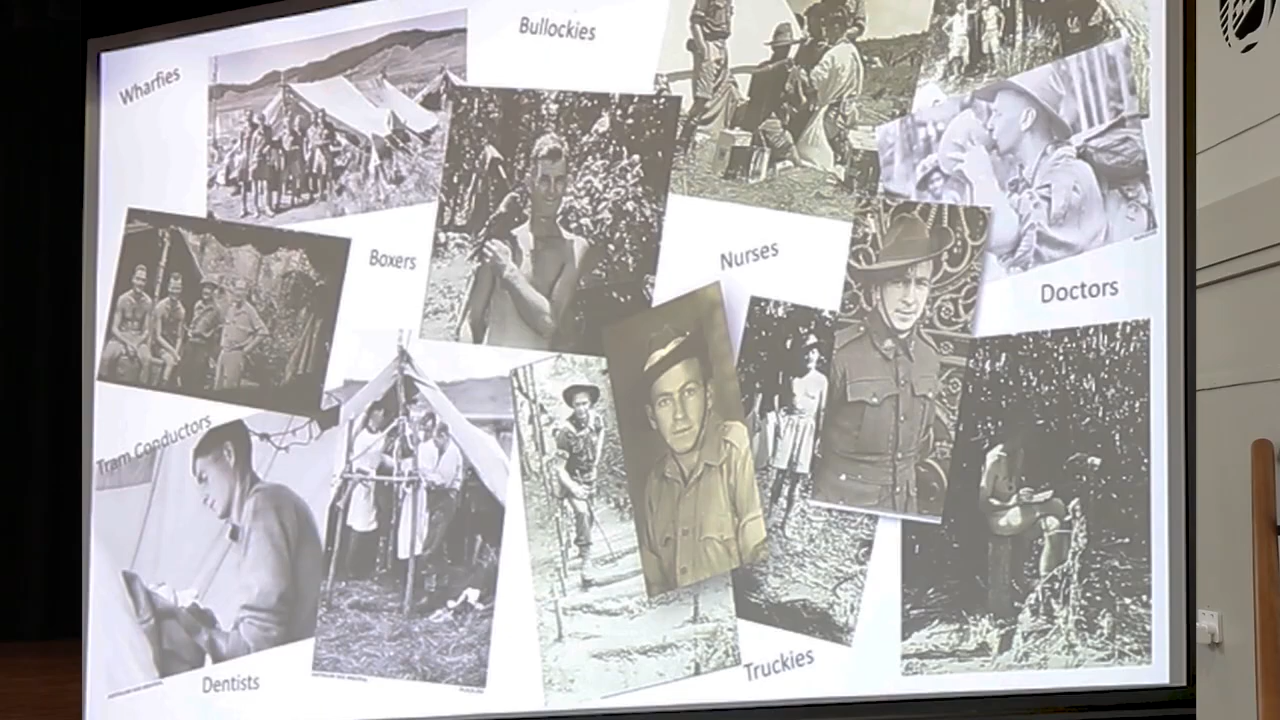 Bullockies
Wharfies
Boxers
Nurses
Doctors
Tram Conductors
Truckies
Dentists